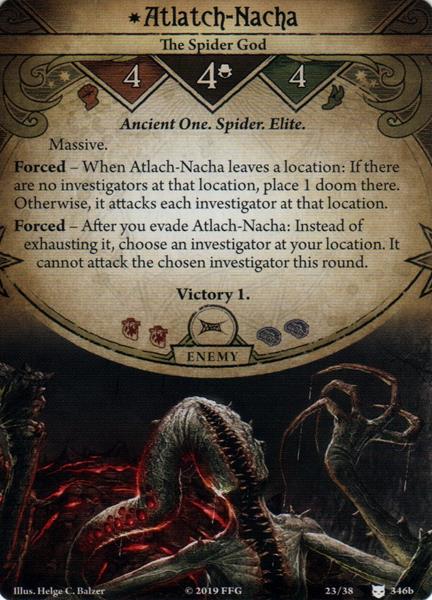 Atlatch-Nacha
The Spider God
4
4
4
Ancient One. Spider. Elite.
Massive.
Forced – When Atlach-Nacha leaves a location: If there
are no investigators at that location, place 1 doom there.
Otherwise, it attacks each investigator at that location.
Forced – After you evade Atlach-Nacha: Instead of
exhausting it, choose an investigator at your location. It
cannot attack the chosen investigator this round.
Victory 1.
ENEMY
Illus. Helge C. Balzer
© 2019 FFG
23/38
346b